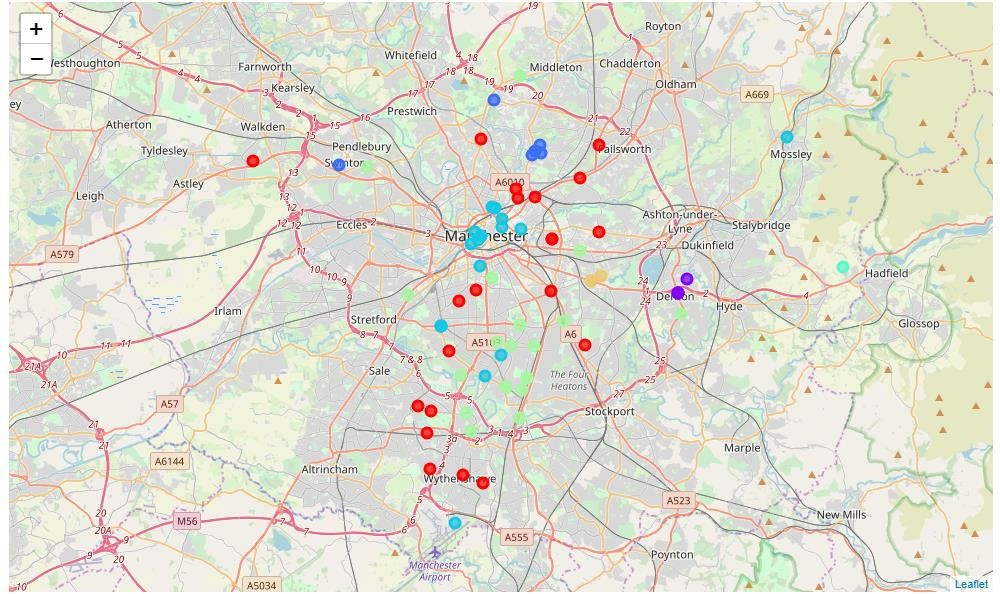 +
−
6
5
5
4
4
19
4
18
18
18
17
17
19
19
20
1
21
22
Royton
Whitefield
Middleton
Chadderton
Westhoughton
Farnworth
Kearsley
Oldham
A669
3
2
1
15
15
16
Prestwich
Atherton
Walkden
Pendlebury
Failsworth
Mossley
Tyldesley
Swinton
13
Astley
A6010
Leigh
13
12
12
12
11
Eccles
2
3
Manchester
Ashton-under-
Lyne
Stalybridge
23
Dukinfield
A579
10
10
9
9
24
24
Denton
2
4
Hadfield
Hyde
Irlam
Stretford
Glossop
8
7
A6
A5103
11
11
10
7 & 8
6
Sale
The Four
Heatons
25
25
27
21A
21A
A57
5
5
Stockport
21
21
3a
3
2
3
1
4
3
4
Marple
A6144
Altrincham
Wythenshawe
A523
5
M56
20
20A
20
7
7
6
6
New Mills
A555
9
9
10
Poynton
Manchester
Airport
A5034
Leaflet